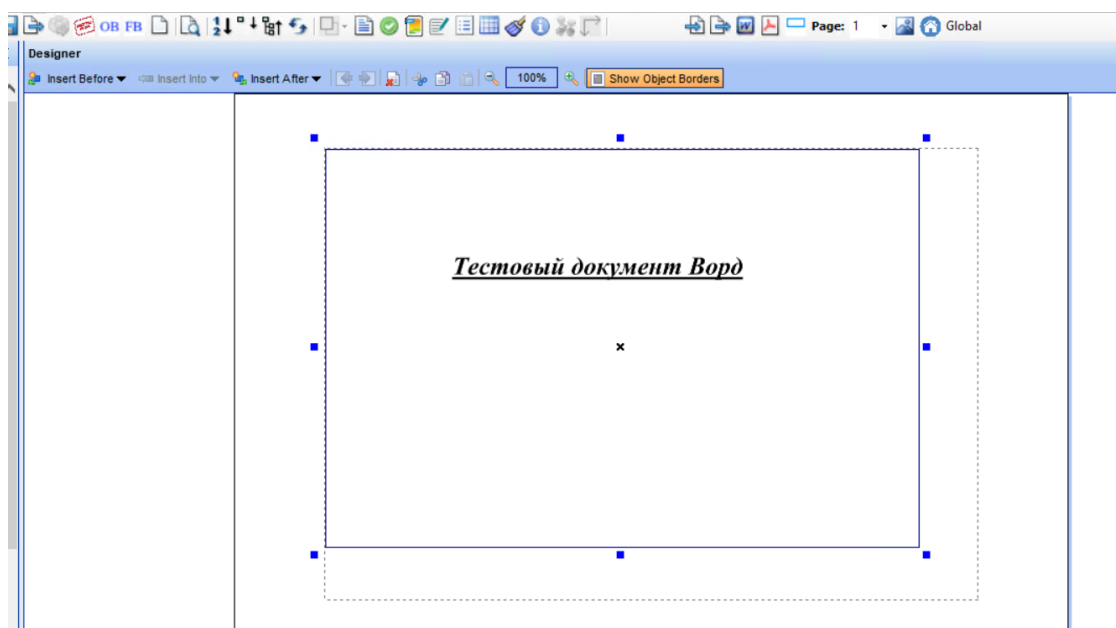 OB FB Page: 1 Global
Designer
Insert Before Insert Into Insert After 100% Show Object Borders
Тестовый документ Ворд